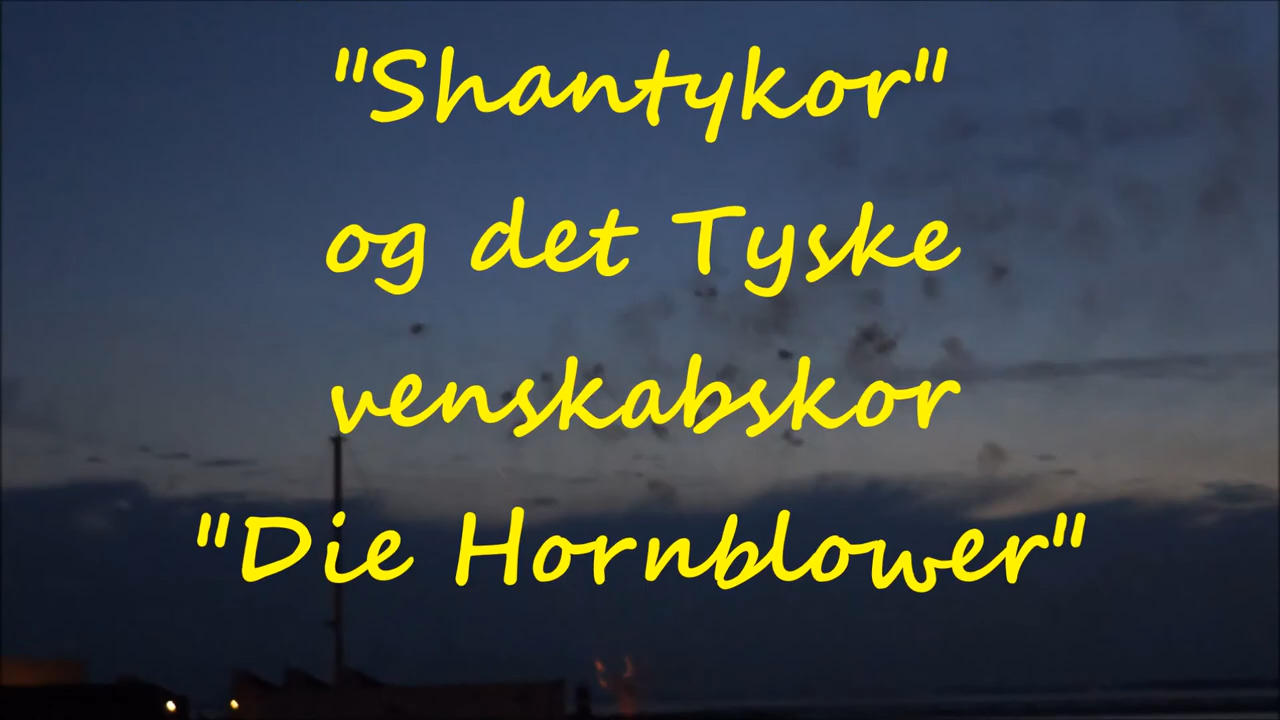 "Shantykor"
og det Tyske
venskabskor
"Die Hornblower"